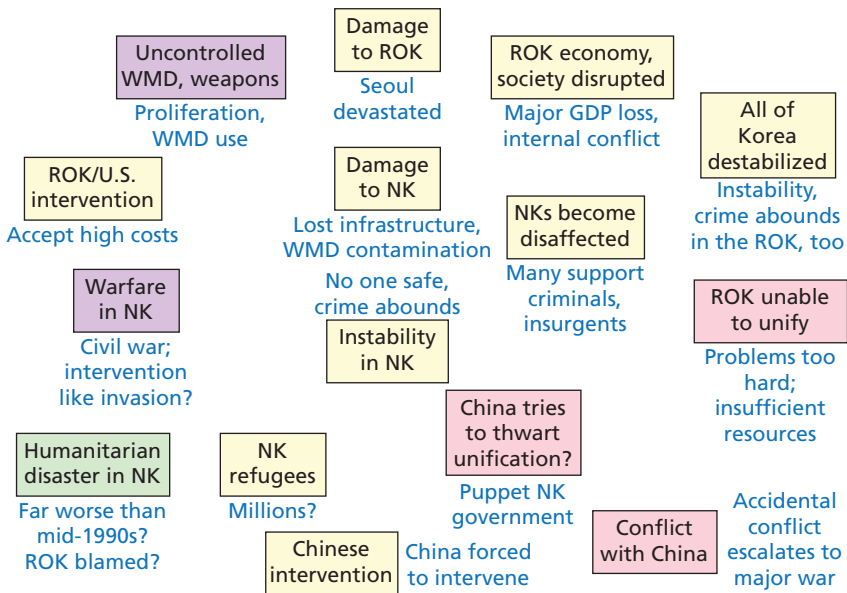 Uncontrolled
WMD, weapons
Proliferation,
WMD use
Damage
to ROK
Seoul
devastated
ROK economy,
society disrupted
Major GDP loss,
internal conflict
All of
Korea
destabilized
Instability,
crime abounds
in the ROK, too
ROK/U.S.
intervention
Accept high costs
Damage
to NK
Lost infrastructure,
WMD contamination
NKs become
disaffected
Many support
criminals,
insurgents
Warfare
in NK
Civil war;
intervention
like invasion?
No one safe,
crime abounds
Instability
in NK
ROK unable
to unify
Problems too
hard;
insufficient
resources
Humanitarian
disaster in NK
Far worse than
mid-1990s?
ROK blamed?
NK
refugees
Millions?
China tries
to thwart
unification?
Puppet NK
government
Chinese
intervention
China forced
to intervene
Conflict
with China
Accidental
conflict
escalates to
major war